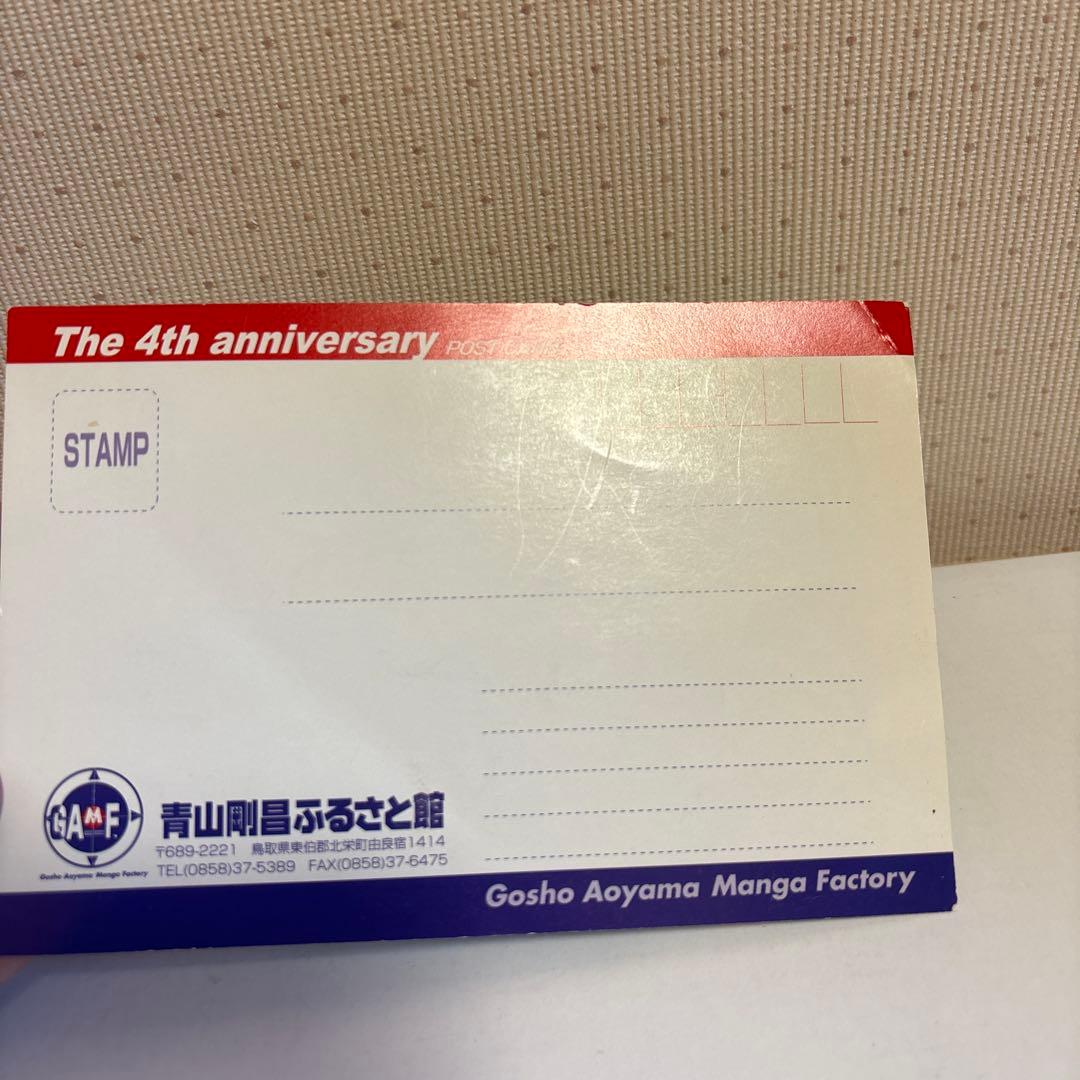 The 4th anniversary POST CA
STAMP
GAMF
Gosho Aoyama Manga Factory
青山剛昌ふるさと館
〒689-2221 鳥取県東伯郡北栄町由良宿1414
TEL(0858)37-5389 FAX(0858)37-6475
Gosho Aoyama Manga Factory